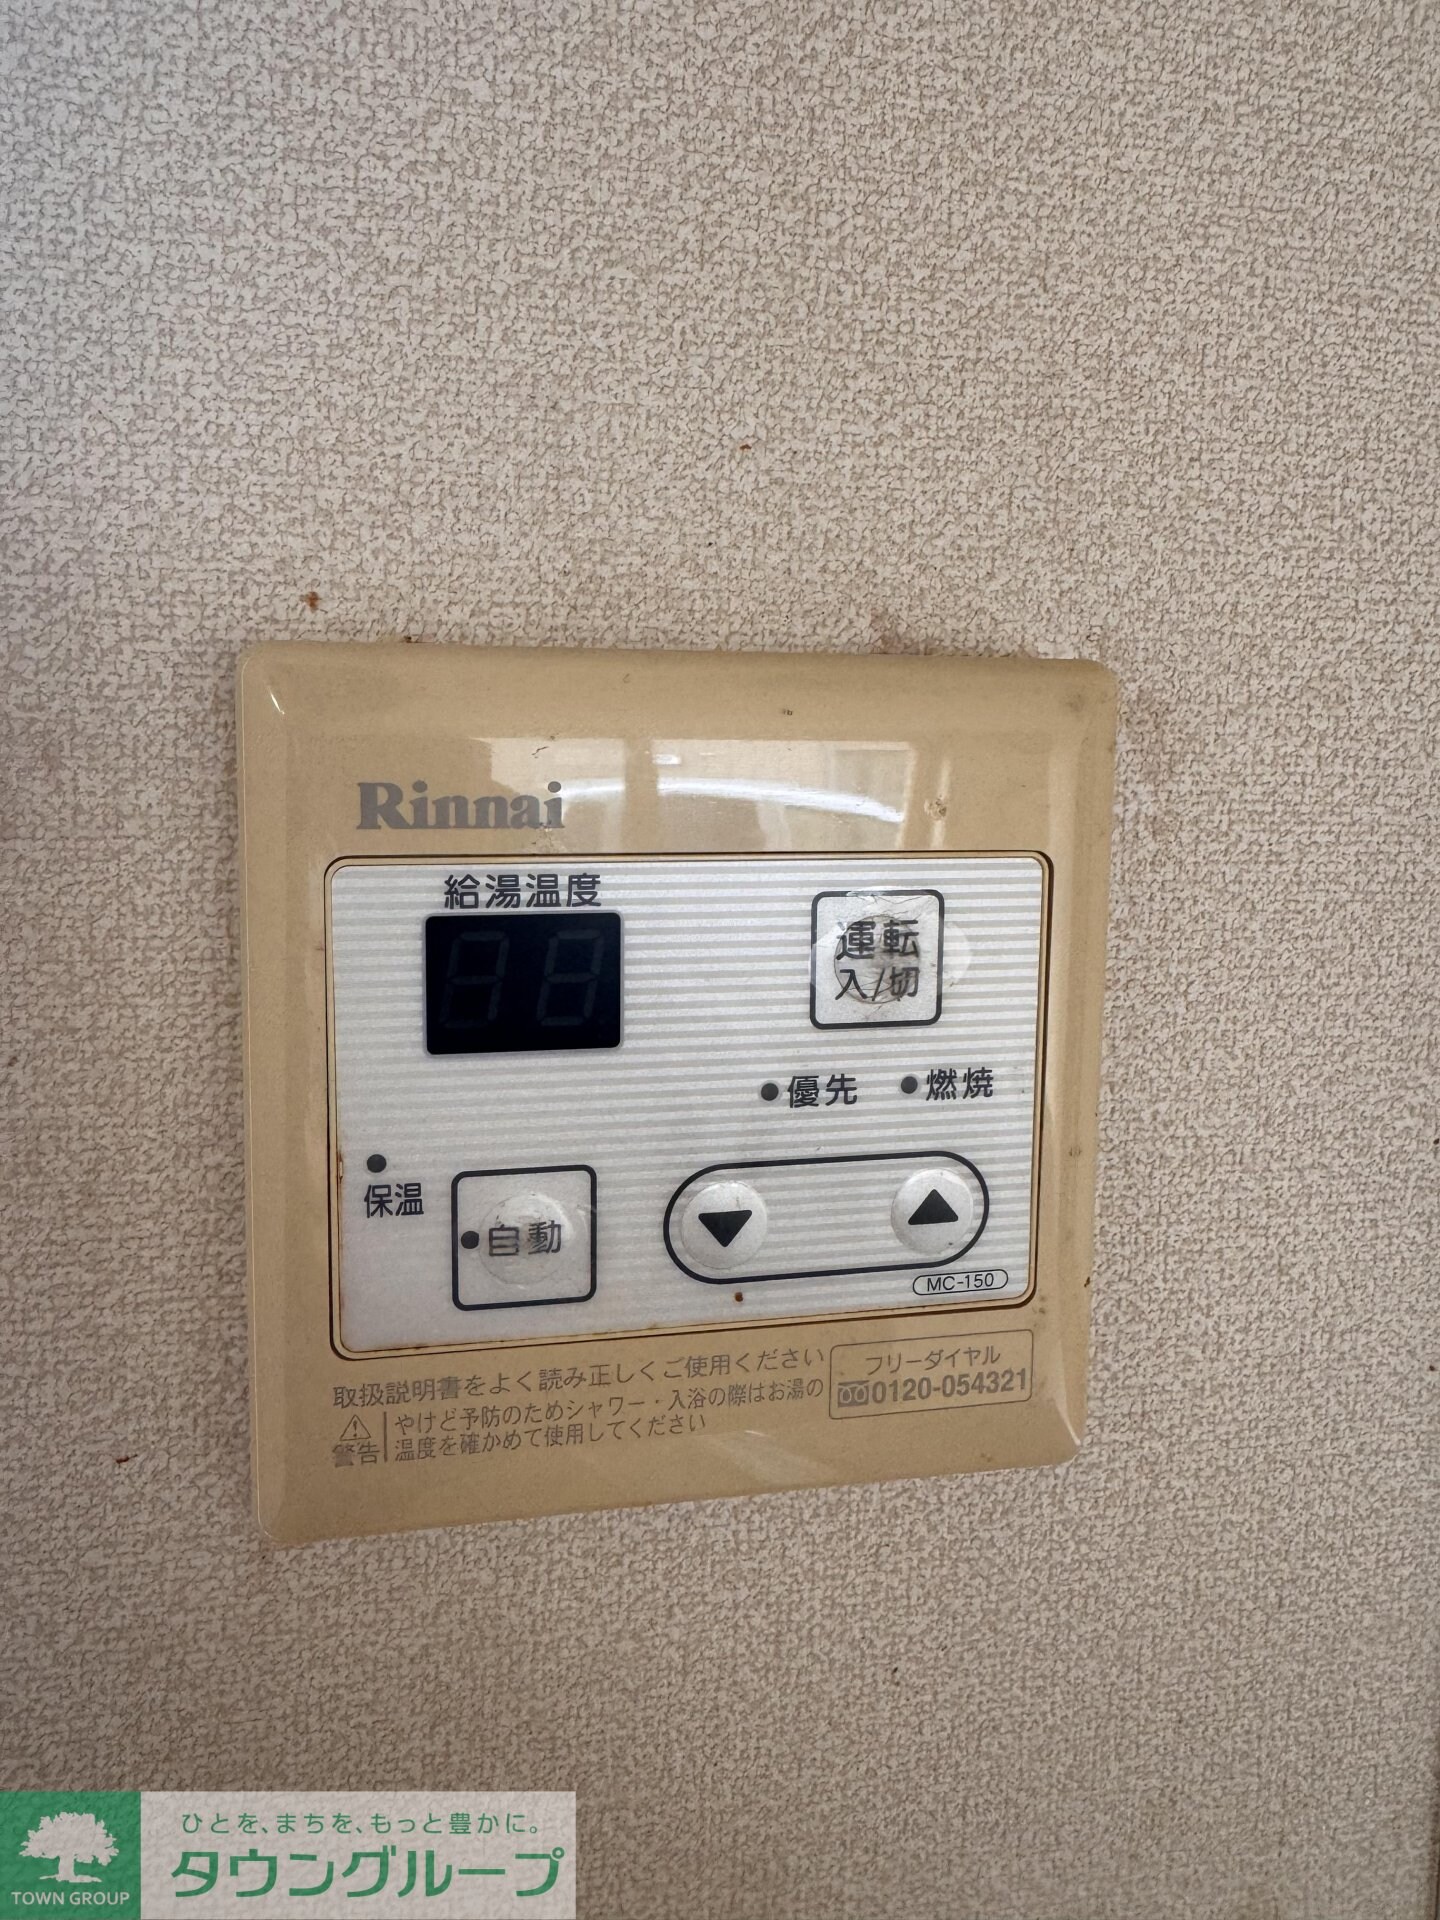 Rinnai
給湯温度
運転
入/切
優先
燃焼
保温
自動
MC-150
取扱説明書をよく読み正しくご使用ください
警告
やけど予防のためシャワー・入浴の際はお湯の
温度を確かめて使用してください
フリーダイヤル
0120-054321
ひとを、まちを、もっと豊かに。
タウングループ
TOWN GROUP